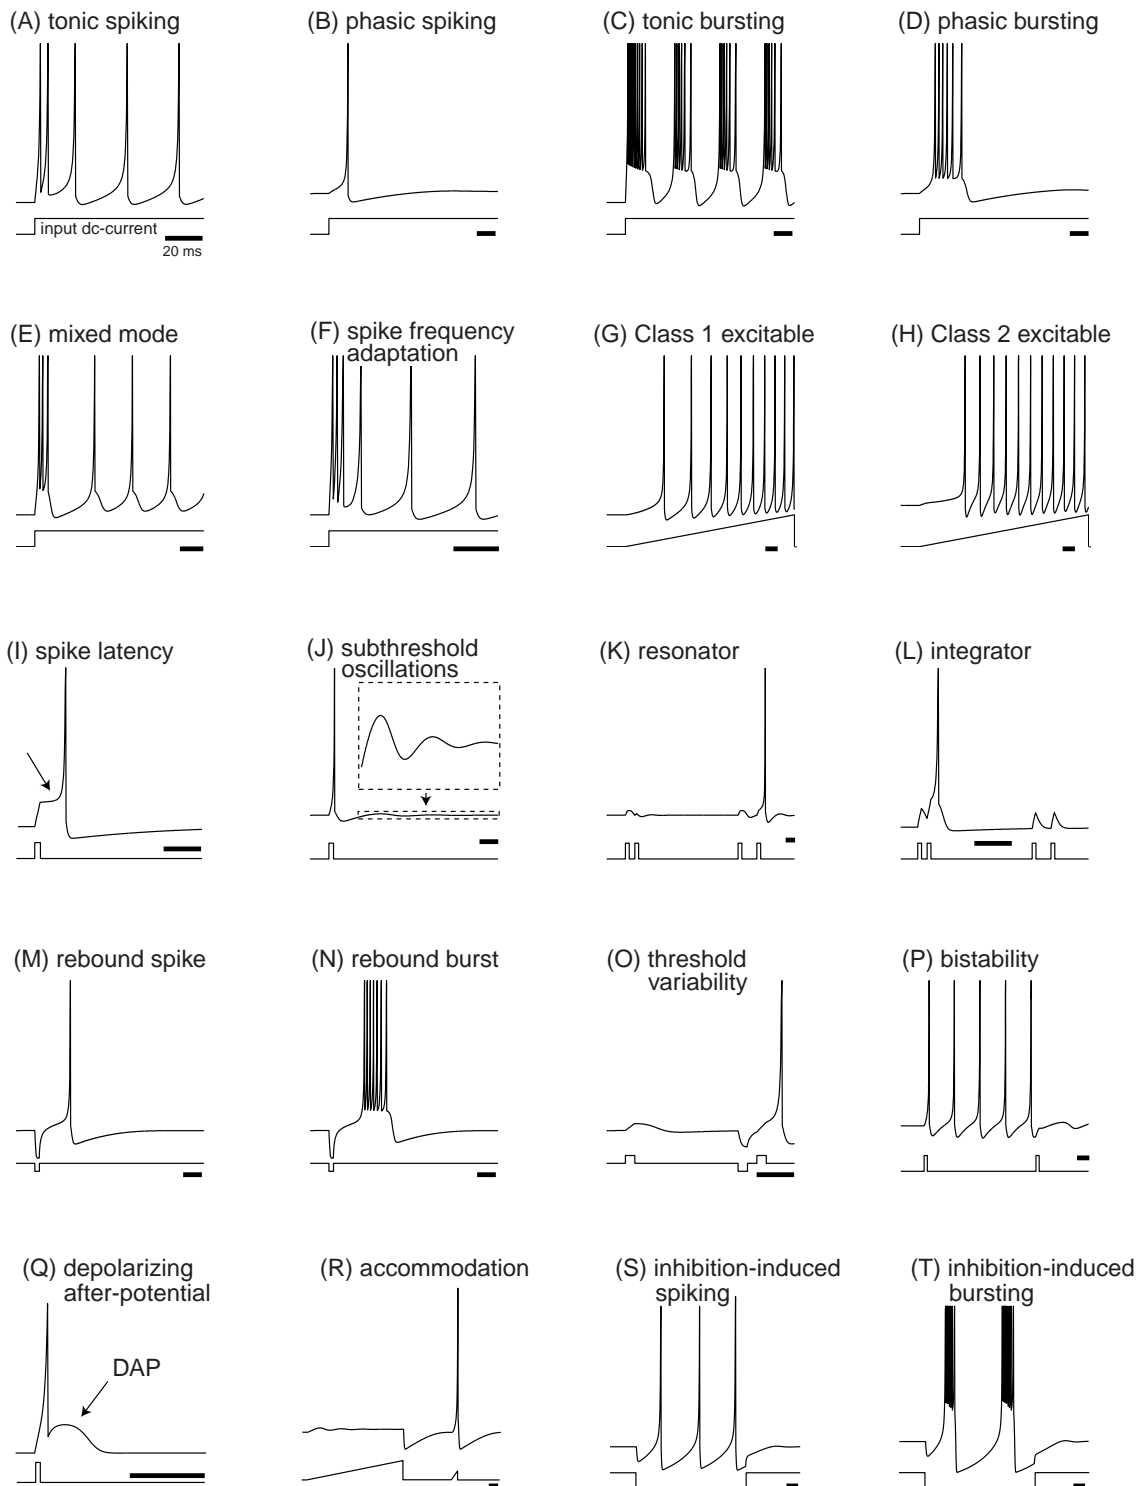 (A) tonic spiking
(B) phasic spiking
(C) tonic bursting
(D) phasic bursting
input dc-current
20 ms
(E) mixed mode
(F) spike frequency
adaptation
(G) Class 1 excitable
(H) Class 2 excitable
(I) spike latency
(J) subthreshold
oscillations
(K) resonator
(L) integrator
(M) rebound spike
(N) rebound burst
(O) threshold
variability
(P) bistability
(Q) depolarizing
after-potential
DAP
(R) accommodation
(S) inhibition-induced
spiking
(T) inhibition-induced
bursting